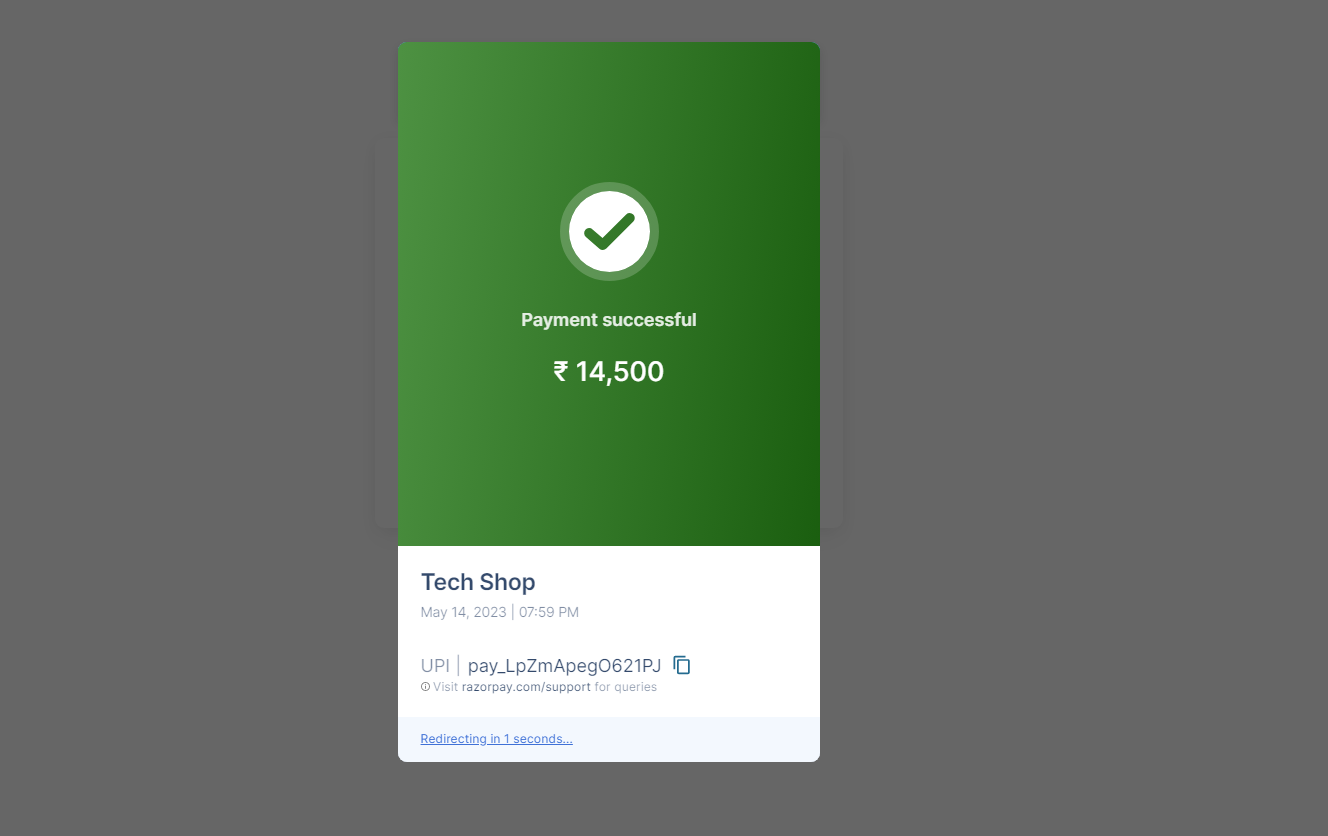 Payment successful
₹ 14,500
Tech Shop
May 14, 2023 | 07:59 PM
UPI | pay_LpZmApegO621PJ
Visit razorpay.com/support for queries
Redirecting in 1 seconds...